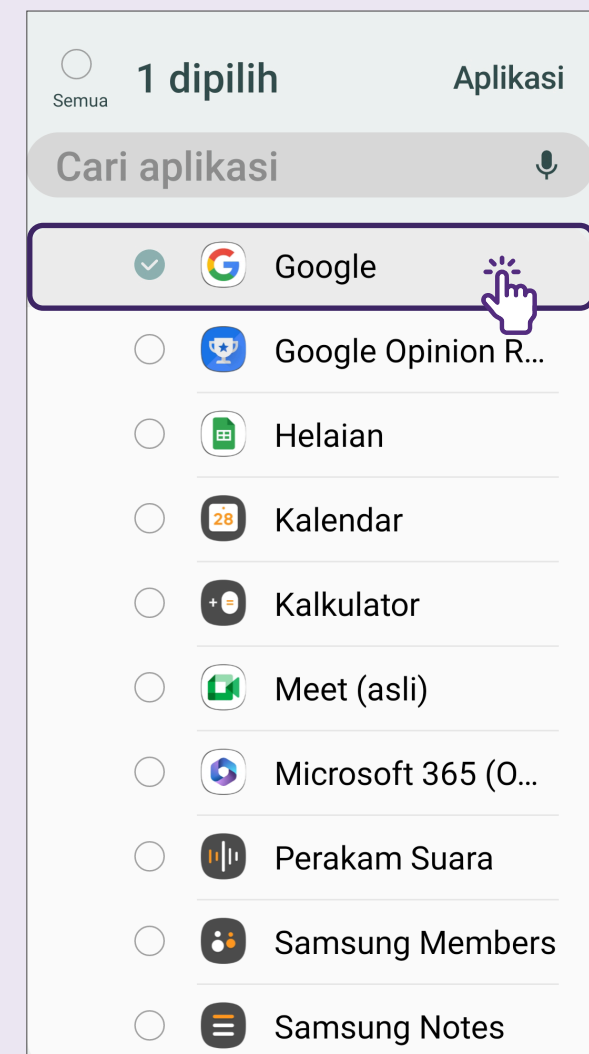 1 dipilih
Aplikasi
Semua
Cari aplikasi
Google
Google Opinion R...
Helaian
28
Kalendar
Kalkulator
Meet (asli)
Microsoft 365 (O...
Perakam Suara
Samsung Members
Samsung Notes